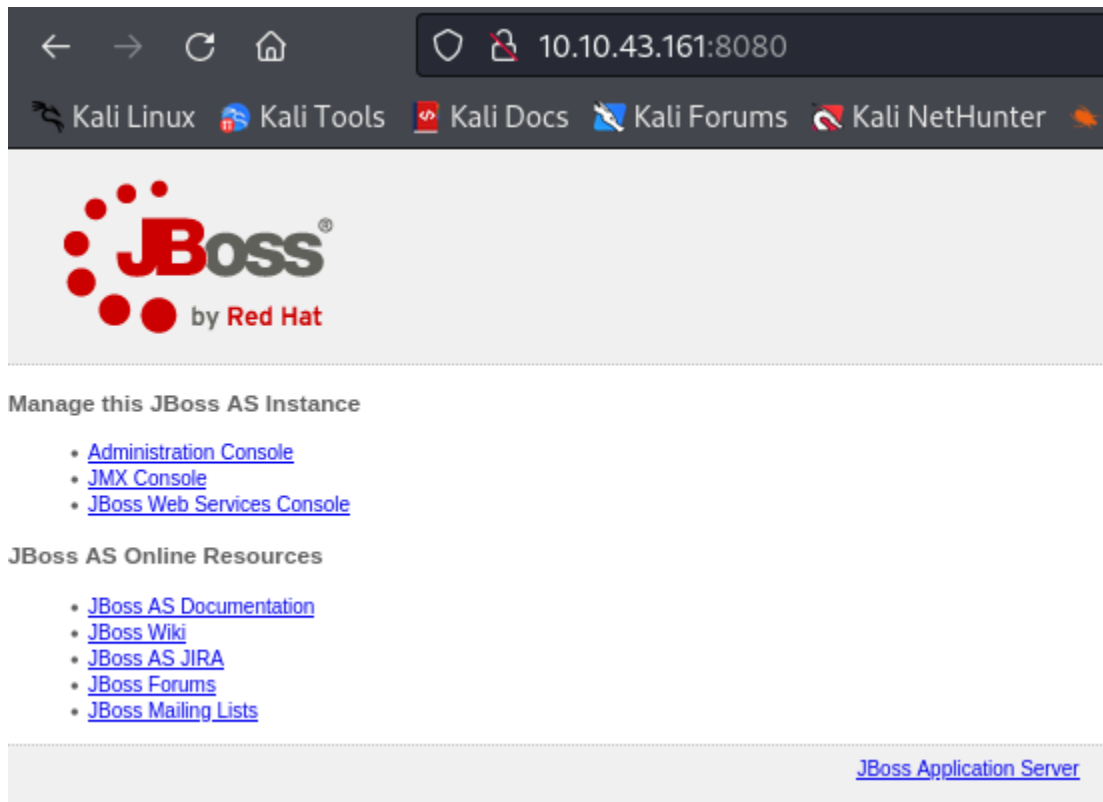 10.10.43.161:8080
Kali Linux Kali Tools Kali Docs Kali Forums Kali NetHunter
JBoss®
by Red Hat
Manage this JBoss AS Instance
• Administration Console
• JMX Console
• JBoss Web Services Console
JBoss AS Online Resources
• JBoss AS Documentation
• JBoss Wiki
• JBoss AS JIRA
• JBoss Forums
• JBoss Mailing Lists
JBoss Application Server